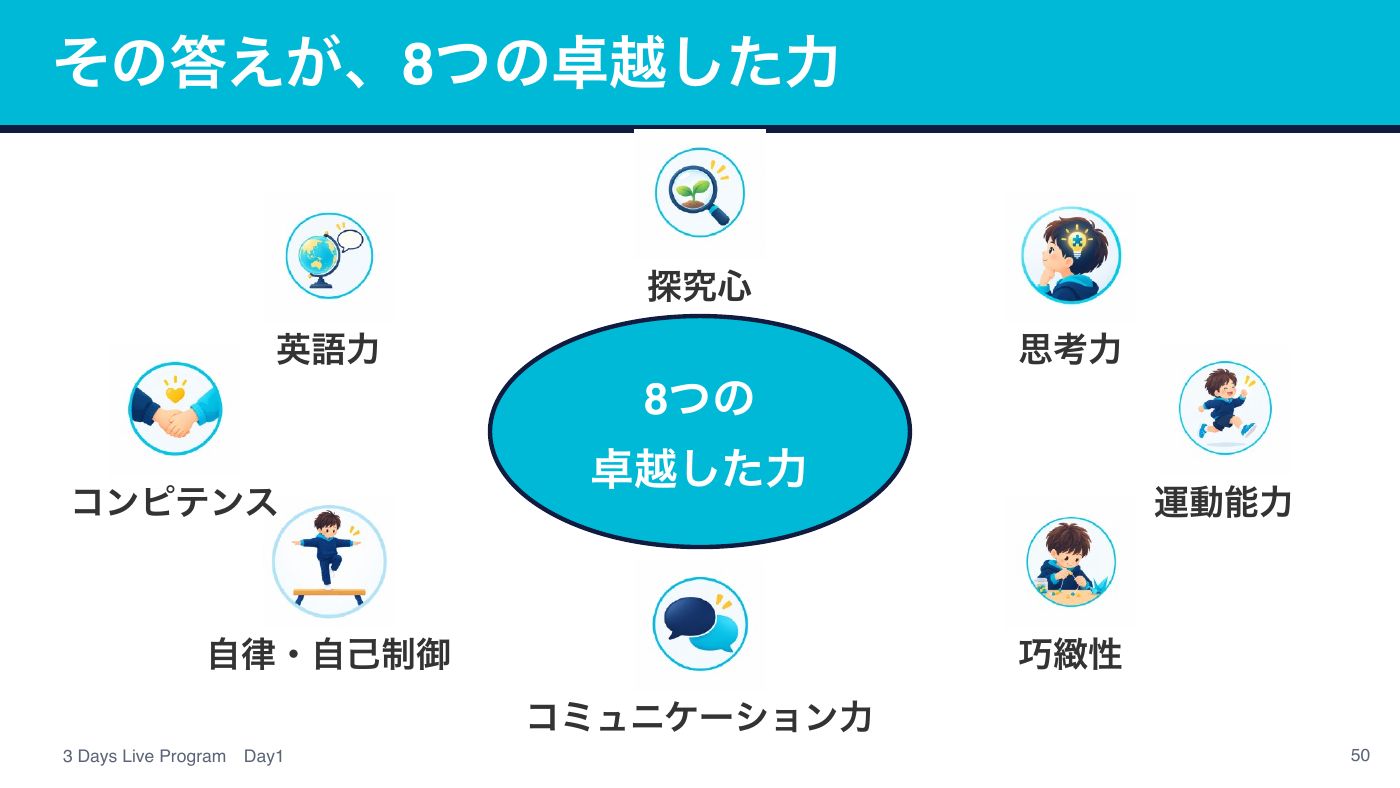 その答えが、8つの卓越した力
探究心
英語力
思考力
8つの
卓越した力
コンピテンス
運動能力
自律・自己制御
巧緻性
コミュニケーション力
3 Days Live Program　Day1
50